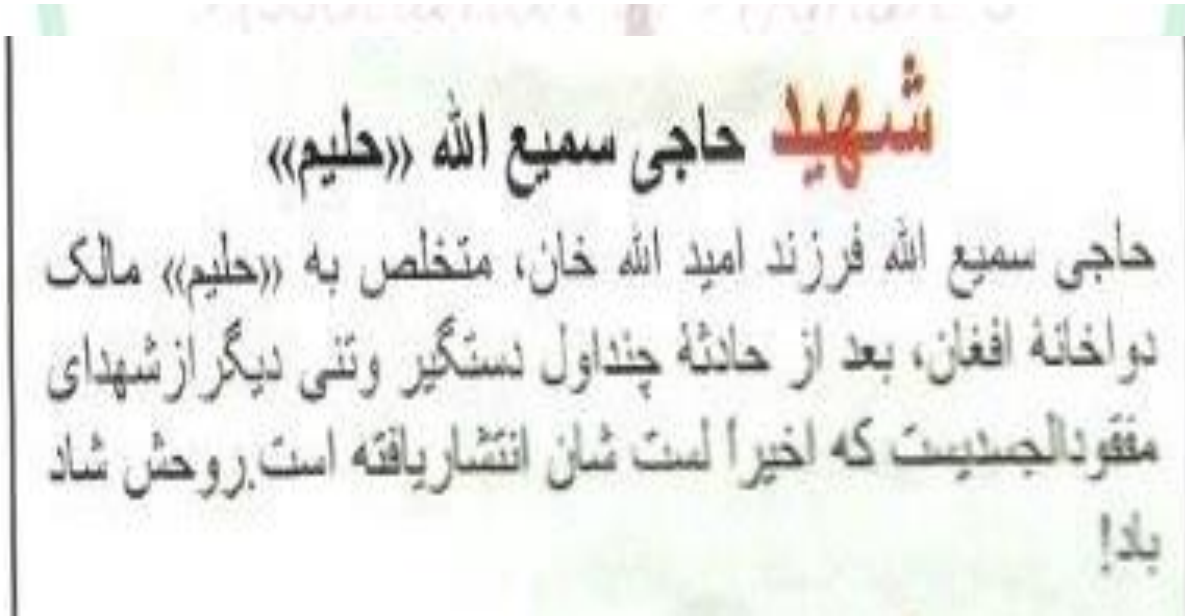 شهید حاجی سمیع الله «حلیم»
حاجی سمیع الله فرزند امید الله خان، متخلص به «حلیم» مالک
دواخانهٔ افغان، بعد از حادثهٔ چنداول دستگیر وتنی دیگرازشهدای
مفقودالجسدیست که اخیراً لست شان انتشاریافته است.روحش شاد
باد!